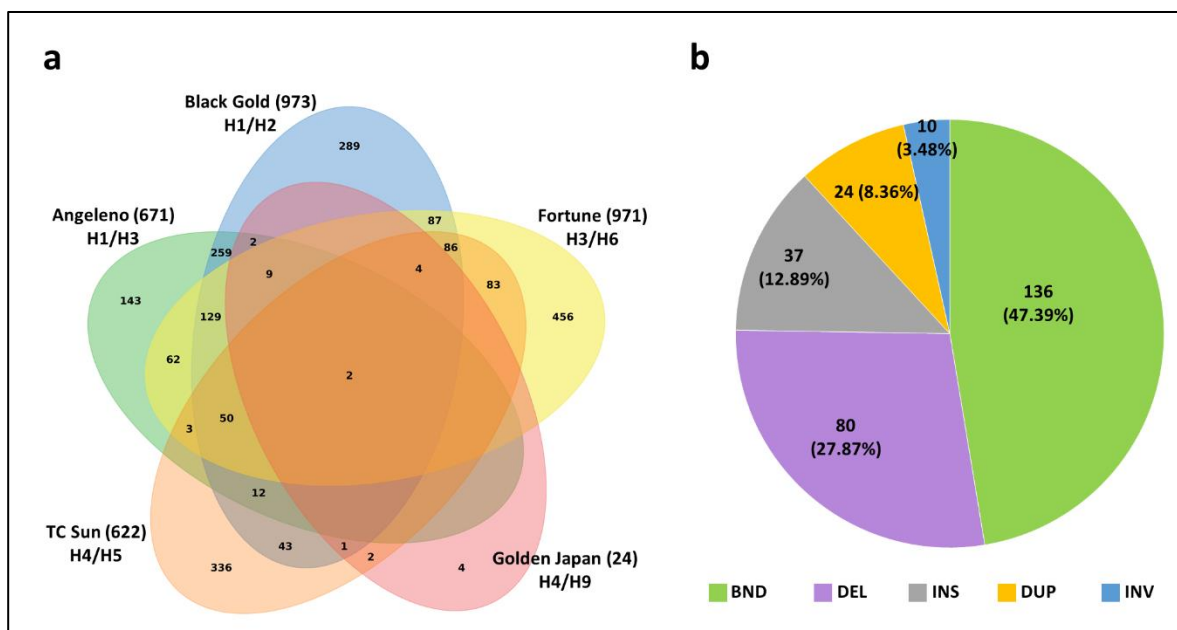 a
b
Black Gold (973)
H1/H2
289
Angeleno (671)
H1/H3
Fortune (971)
H3/H6
87
2
86
259
9
4
83
143
129
456
62
2
50
3
12
TC Sun (622)
H4/H5
43
1
2
Golden Japan (24)
H4/H9
336
4
10
(3.48%)
24 (8.36%)
37
(12.89%)
136
(47.39%)
80
(27.87%)
BND DEL INS DUP INV